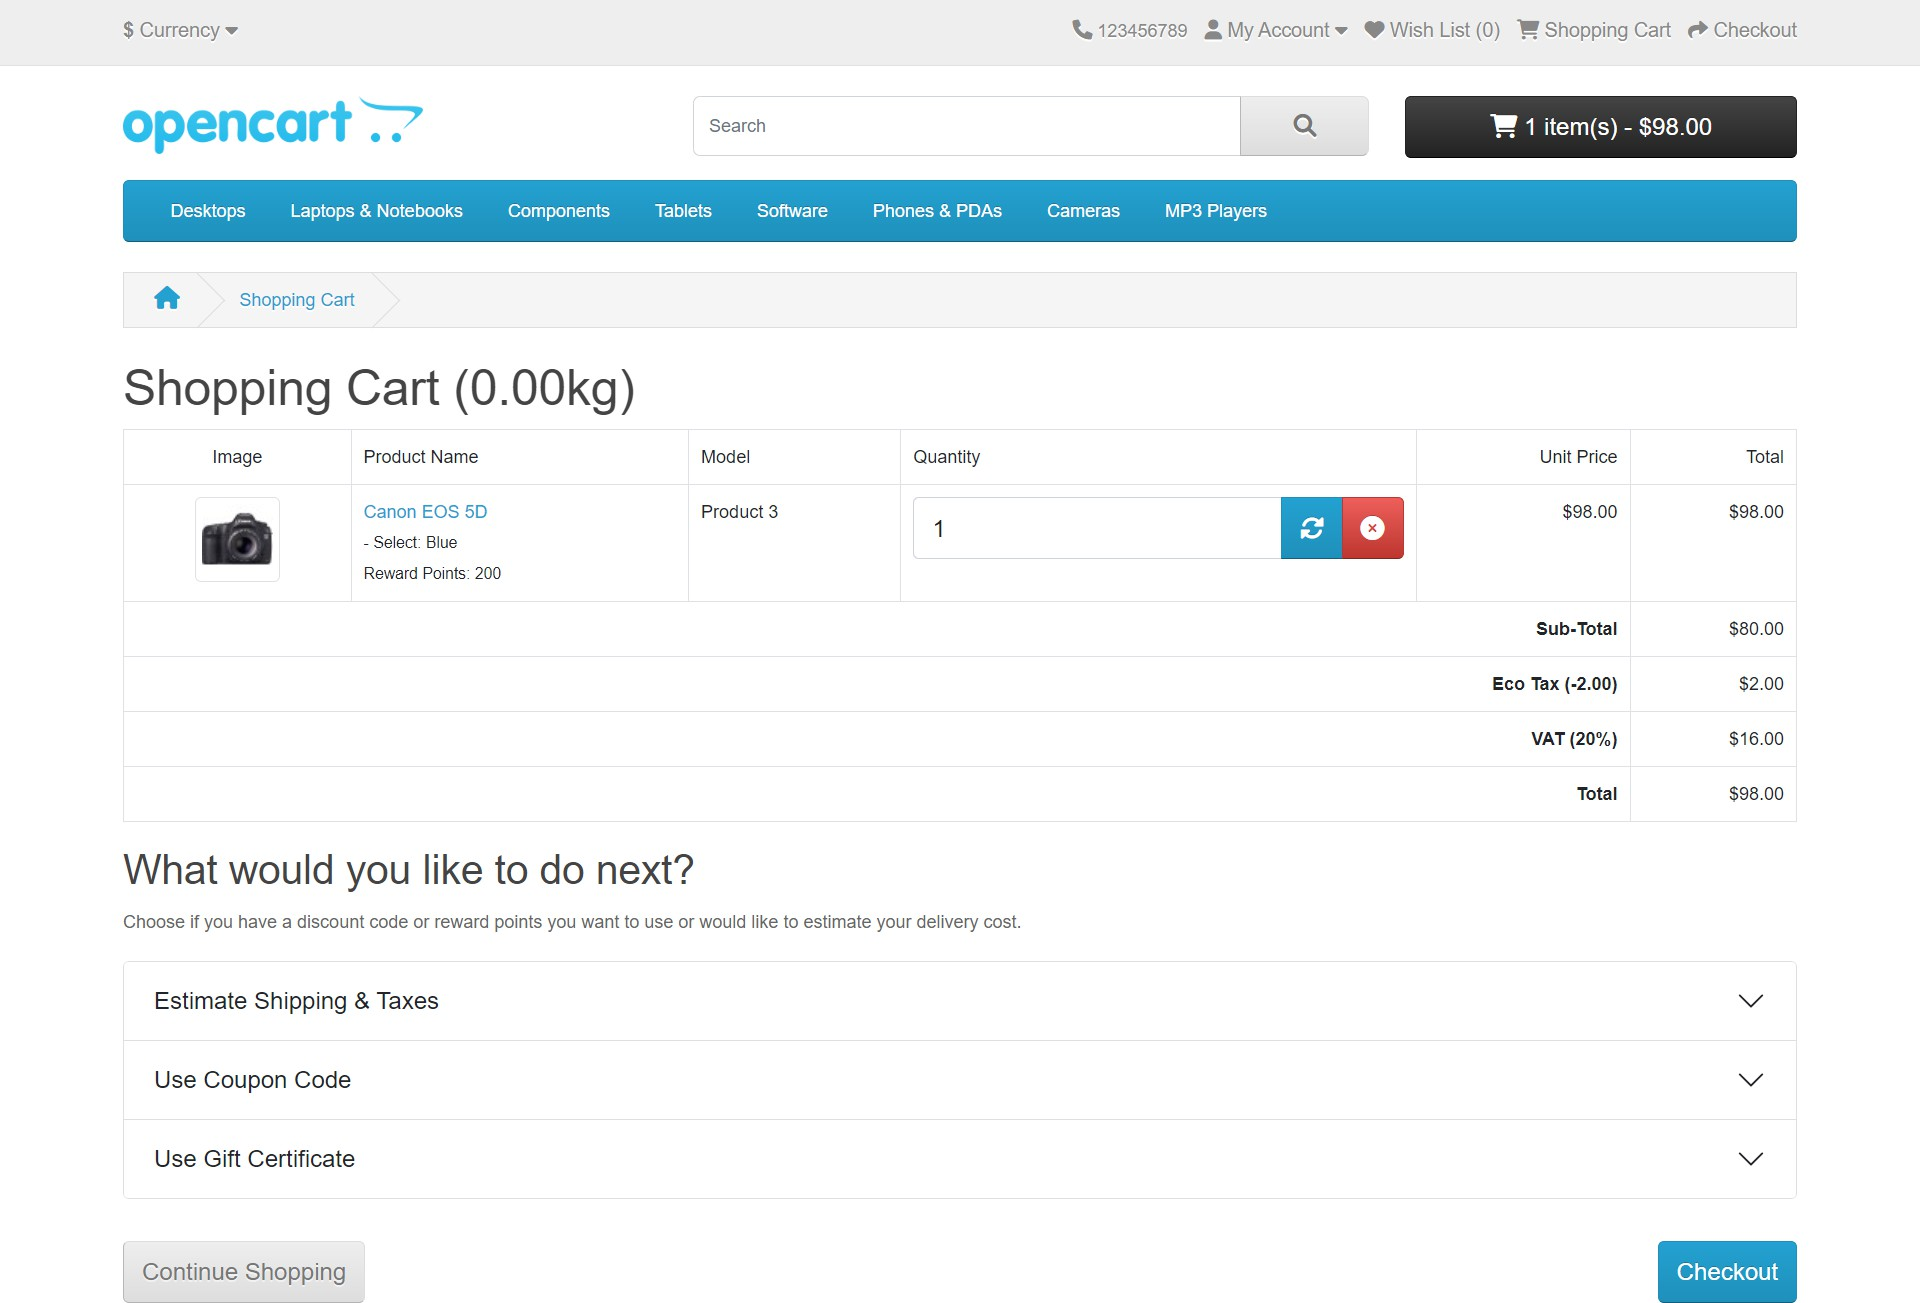 $ Currency
123456789 My Account Wish List (0) Shopping Cart Checkout
opencart
Search
1 item(s) - $98.00
Desktops Laptops & Notebooks Components Tablets Software Phones & PDAs Cameras MP3 Players
Shopping Cart
Shopping Cart (0.00kg)
Image Product Name Model Quantity Unit Price Total
Canon EOS 5D Product 3 1 $98.00 $98.00
- Select: Blue
Reward Points: 200
Sub-Total $80.00
Eco Tax (-2.00) $2.00
VAT (20%) $16.00
Total $98.00
What would you like to do next?
Choose if you have a discount code or reward points you want to use or would like to estimate your delivery cost.
Estimate Shipping & Taxes
Use Coupon Code
Use Gift Certificate
Continue Shopping Checkout